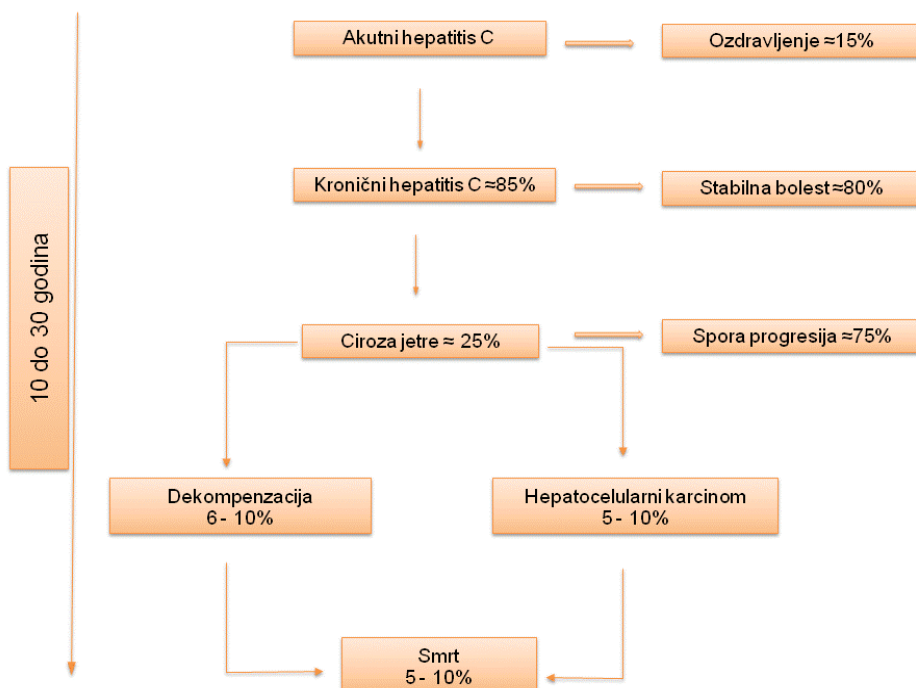 Akutni hepatitis C
Ozdravljenje ≈15%
Kronični hepatitis C ≈85%
Stabilna bolest ≈80%
10 do 30 godina
Ciroza jetre ≈ 25%
Spora progresija ≈75%
Dekompenzacija
6 - 10%
Hepatocelularni karcinom
5 - 10%
Smrt
5 - 10%